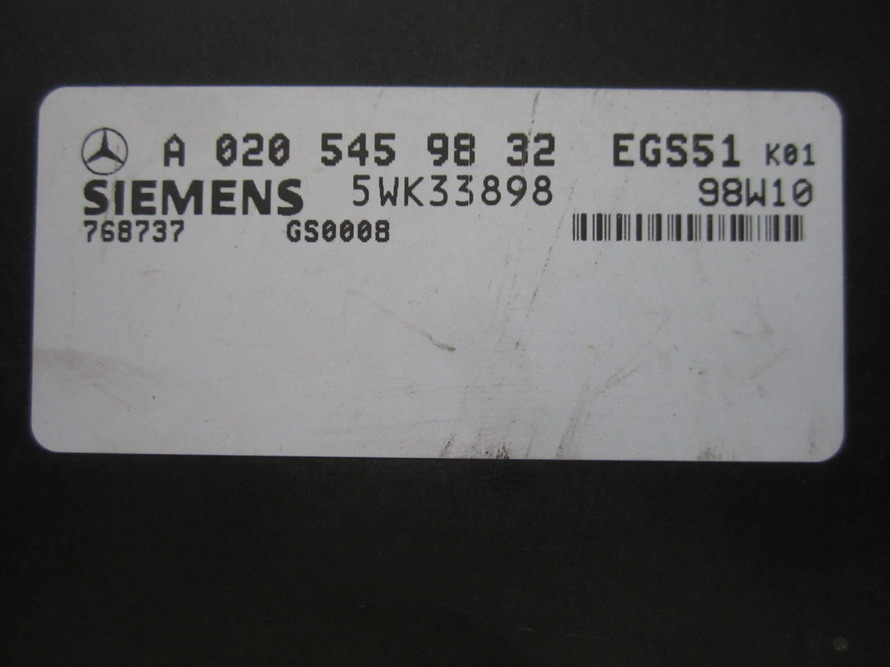 A 020 545 98 32 EGS51 K01
SIEMENS 5WK33898 98W10
768737 GS0008